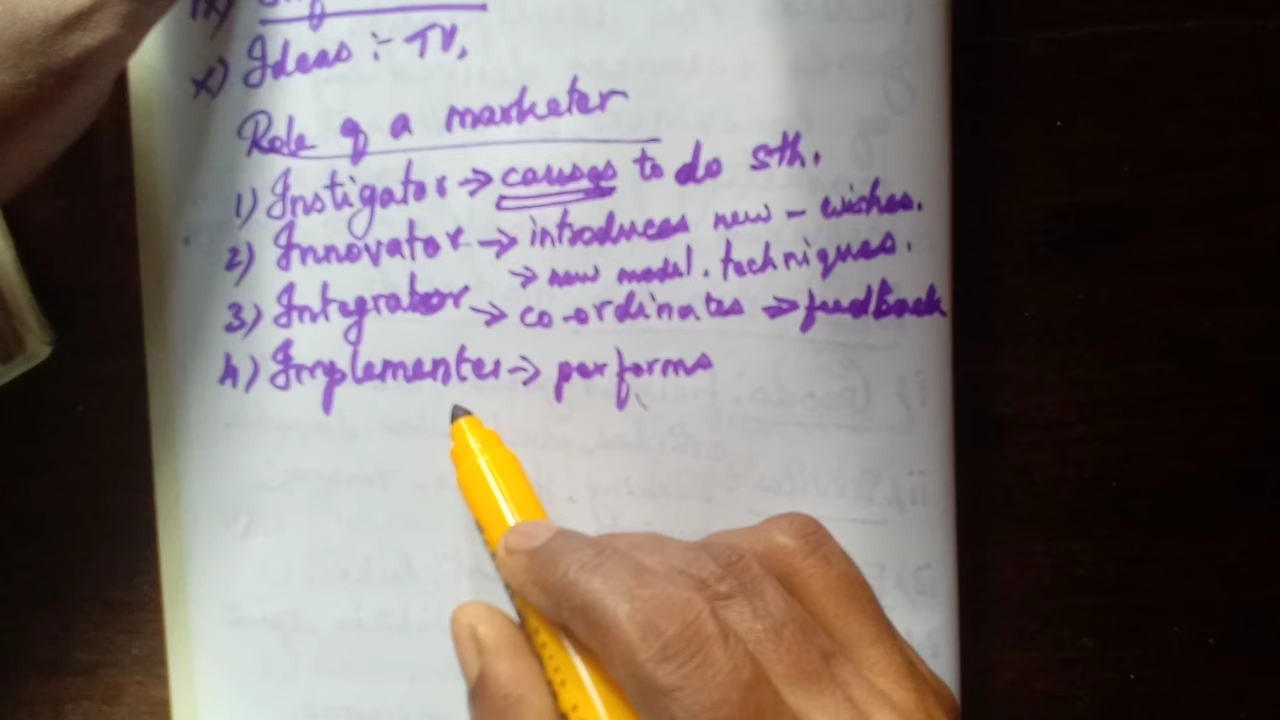 x) Ideas :- TV,
Role of a marketer
1) Instigator → causes to do sth.
2) Innovator → introduces new - wishes.
→ new model. techniques.
3) Integrator → co-ordinates → feedback
4) Implementer → performs